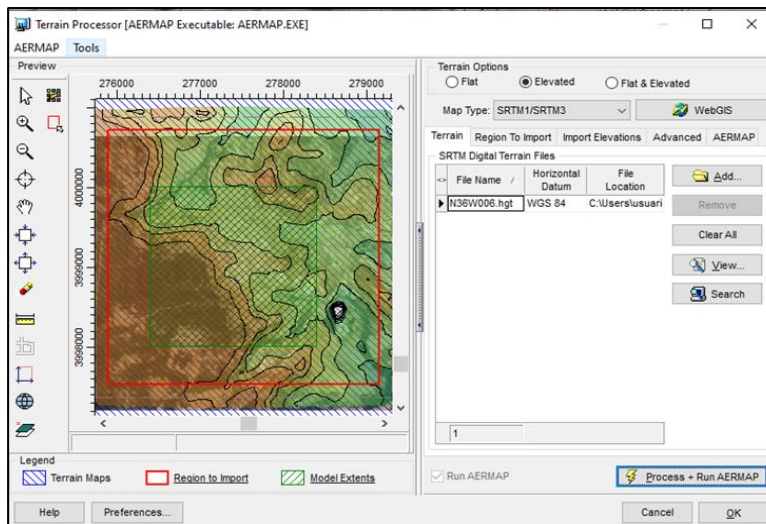 Terrain Processor [AERMAP Executable: AERMAP.EXE]
AERMAP Tools
Preview
276000 277000 278000 279000
4000000
3999000
3998000
Legend
Terrain Maps Region to Import Model Extents
Terrain Options
Flat Elevated Flat & Elevated
Map Type: SRTM1/SRTM3 WebGIS
Terrain Region To Import Import Elevations Advanced AERMAP
SRTM Digital Terrain Files
<> File Name / Horizontal Datum File Location
N36W006.hgt WGS 84 C:\Users\usuari
Add...
Remove
Clear All
View...
Search
1
Run AERMAP Process + Run AERMAP
Help Preferences... Cancel OK